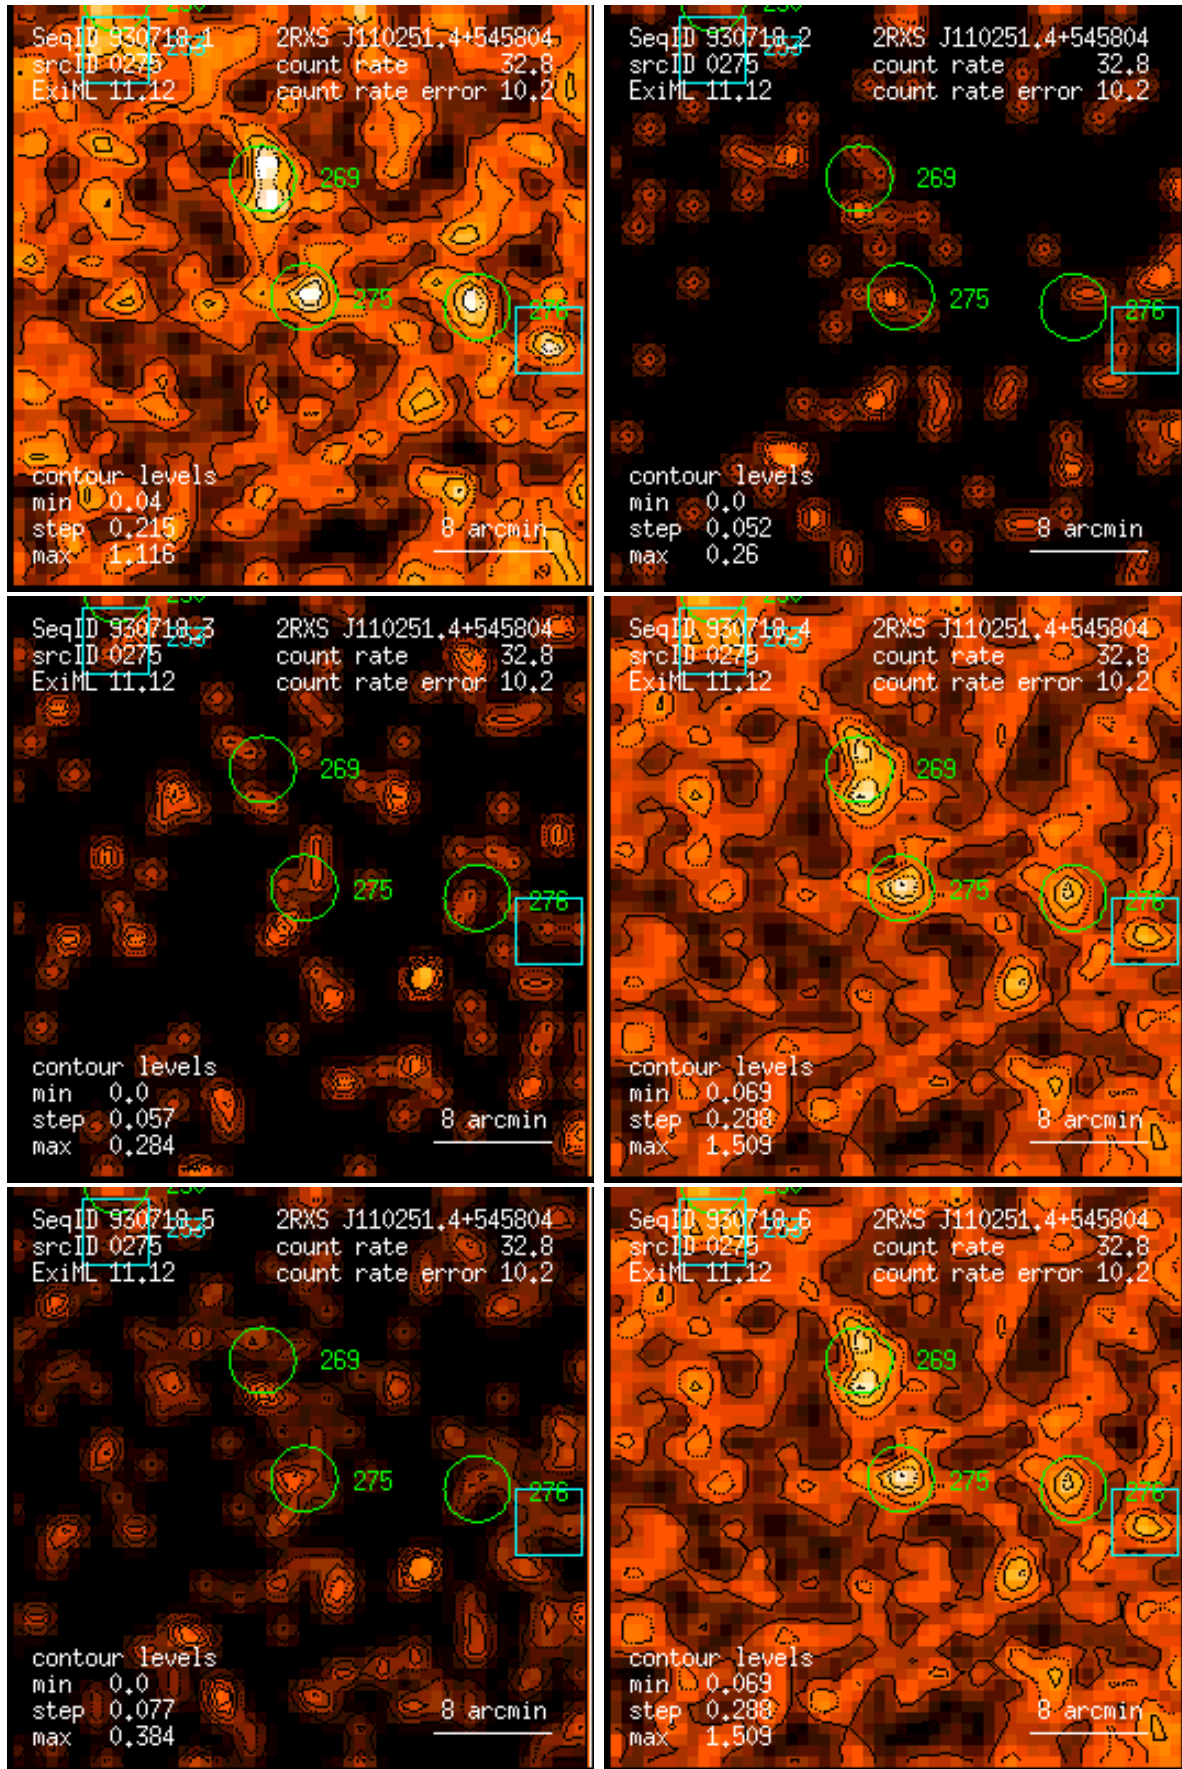 SeqID 930718_1 2RXS J110251.4+545804
srcID 0275 count rate 32.8
ExiML 11.12 count rate error 10.2
269
275
276
contour levels
min 0.04
step 0.215
max 1.116
8 arcmin
SeqID 930718_2 2RXS J110251.4+545804
srcID 0275 count rate 32.8
ExiML 11.12 count rate error 10.2
269
275
276
contour levels
min 0.0
step 0.052
max 0.26
8 arcmin
SeqID 930718_3 2RXS J110251.4+545804
srcID 0275 count rate 32.8
ExiML 11.12 count rate error 10.2
269
275
276
contour levels
min 0.0
step 0.057
max 0.284
8 arcmin
SeqID 930718_4 2RXS J110251.4+545804
srcID 0275 count rate 32.8
ExiML 11.12 count rate error 10.2
269
275
276
contour levels
min 0.069
step 0.288
max 1.509
8 arcmin
SeqID 930718_5 2RXS J110251.4+545804
srcID 0275 count rate 32.8
ExiML 11.12 count rate error 10.2
269
275
276
contour levels
min 0.0
step 0.077
max 0.384
8 arcmin
SeqID 930718_6 2RXS J110251.4+545804
srcID 0275 count rate 32.8
ExiML 11.12 count rate error 10.2
269
275
276
contour levels
min 0.069
step 0.288
max 1.509
8 arcmin